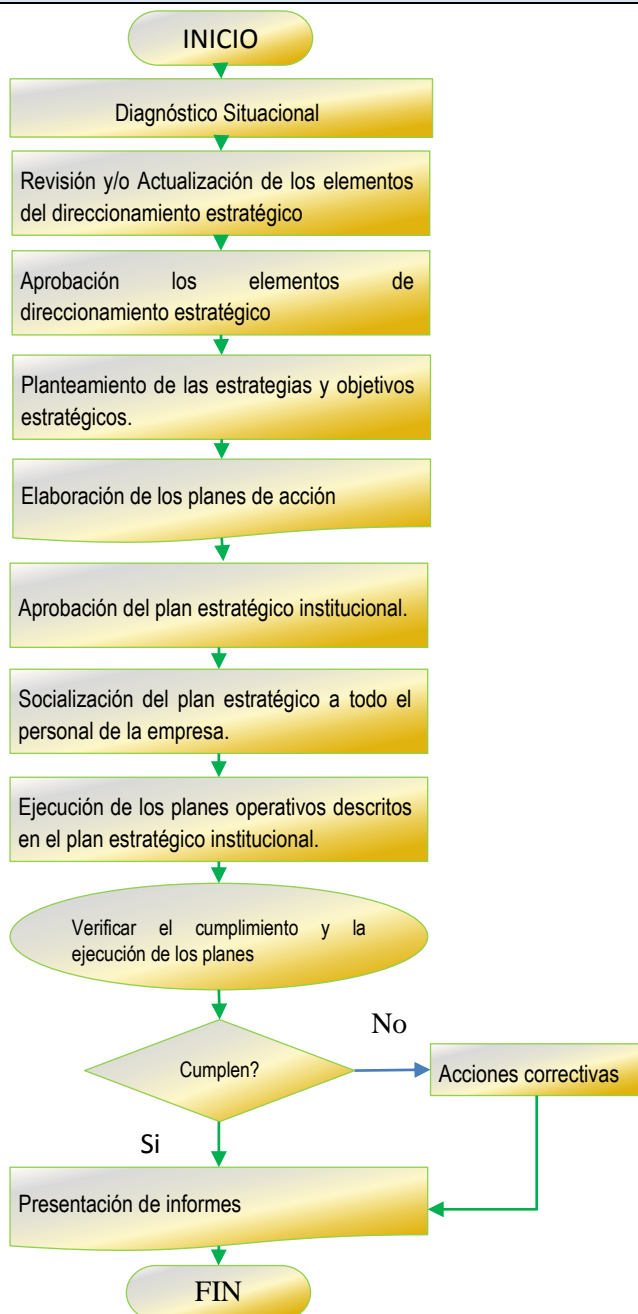 INICIO
Diagnóstico Situacional
Revisión y/o Actualización de los elementos
del direccionamiento estratégico
Aprobación los elementos de
direccionamiento estratégico
Planteamiento de las estrategias y objetivos
estratégicos.
Elaboración de los planes de acción
Aprobación del plan estratégico institucional.
Socialización del plan estratégico a todo el
personal de la empresa.
Ejecución de los planes operativos descritos
en el plan estratégico institucional.
Verificar el cumplimiento y la
ejecución de los planes
No
Cumplen?
Acciones correctivas
Si
Presentación de informes
FIN